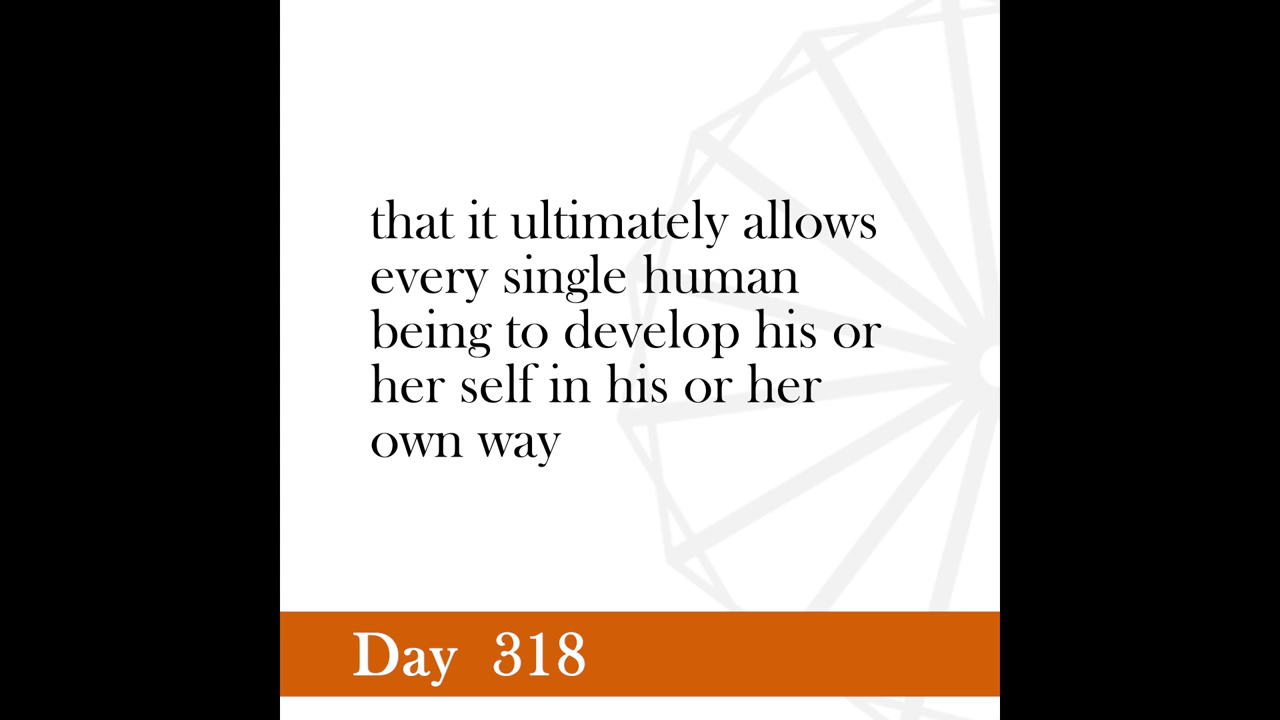 that it ultimately allows
every single human
being to develop his or
her self in his or her
own way
Day 318